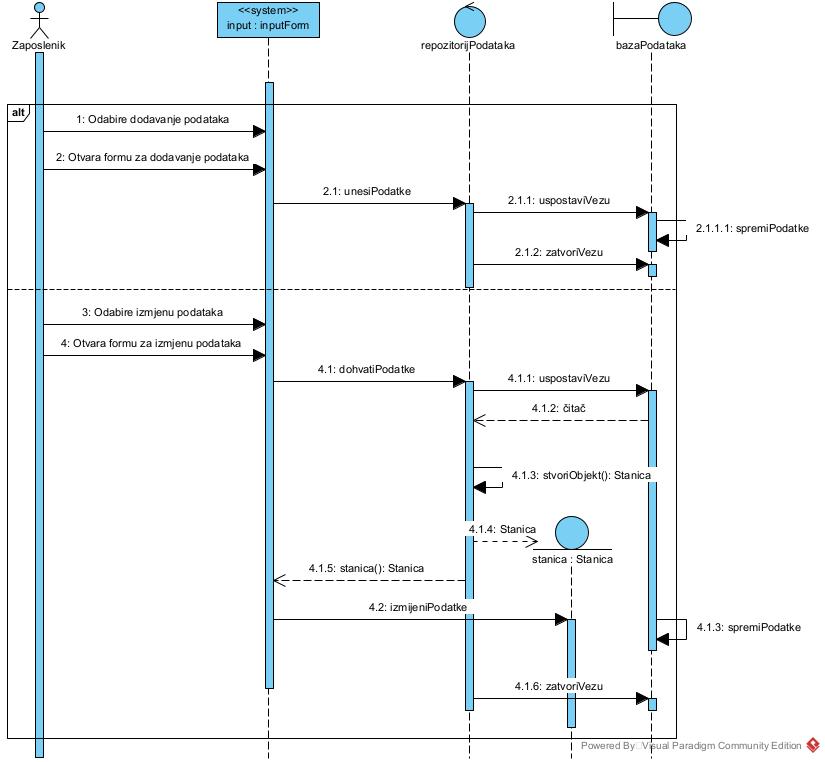 <<system>>
input : inputForm
Zaposlenik
repozitorijPodataka
bazaPodataka
alt
1: Odabire dodavanje podataka
2: Otvara formu za dodavanje podataka
2.1: unesiPodatke
2.1.1: uspostaviVezu
2.1.1.1: spremiPodatke
2.1.2: zatvoriVezu
3: Odabire izmjenu podataka
4: Otvara formu za izmjenu podataka
4.1: dohvatiPodatke
4.1.1: uspostaviVezu
4.1.2: čitač
4.1.3: stvoriObjekt(): Stanica
4.1.4: Stanica
stanica : Stanica
4.1.5: stanica(): Stanica
4.2: izmijeniPodatke
4.1.3: spremiPodatke
4.1.6: zatvoriVezu
Powered By Visual Paradigm Community Edition